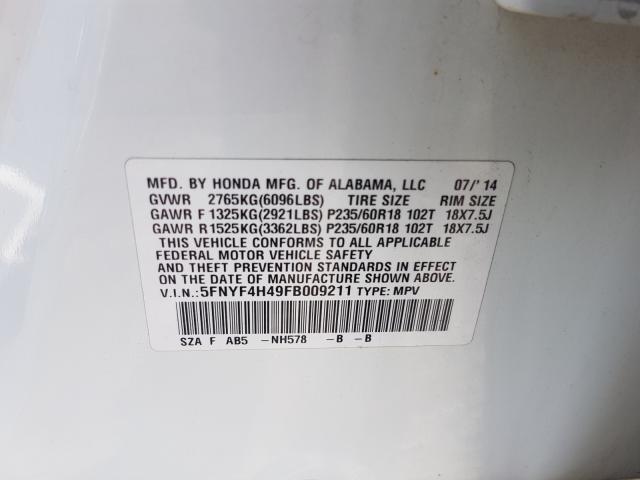 MFD. BY HONDA MFG. OF ALABAMA, LLC 07/'14
GVWR 2765KG(6096LBS) TIRE SIZE RIM SIZE
GAWR F 1325KG(2921LBS) P235/60R18 102T 18X7.5J
GAWR R 1525KG(3362LBS) P235/60R18 102T 18X7.5J
THIS VEHICLE CONFORMS TO ALL APPLICABLE
FEDERAL MOTOR VEHICLE SAFETY
AND THEFT PREVENTION STANDARDS IN EFFECT
ON THE DATE OF MANUFACTURE SHOWN ABOVE.
V.I.N.:5FNYF4H49FB009211 TYPE: MPV
SZA F AB5 -NH578 -B -B